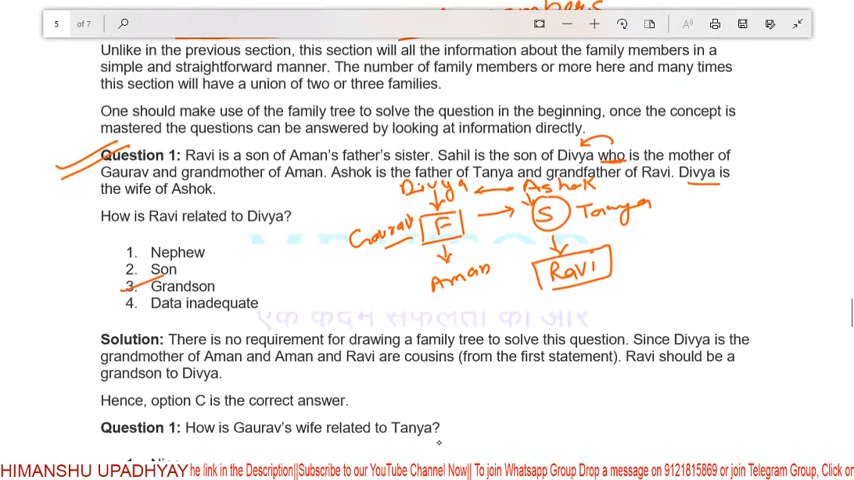 5 of 7
Unlike in the previous section, this section will all the information about the family members in a
simple and straightforward manner. The number of family members or more here and many times
this section will have a union of two or three families.
One should make use of the family tree to solve the question in the beginning, once the concept is
mastered the questions can be answered by looking at information directly.
Question 1: Ravi is a son of Aman's father's sister. Sahil is the son of Divya who is the mother of
Gaurav and grandmother of Aman. Ashok is the father of Tanya and grandfather of Ravi. Divya is
the wife of Ashok.
Divya Ashok
How is Ravi related to Divya?
Gaurav F S Tanya
Aman Ravi
1. Nephew
2. Son
3. Grandson
4. Data inadequate
एक कदम सफलता की और
Solution: There is no requirement for drawing a family tree to solve this question. Since Divya is the
grandmother of Aman and Aman and Ravi are cousins (from the first statement). Ravi should be a
grandson to Divya.
Hence, option C is the correct answer.
Question 1: How is Gaurav's wife related to Tanya?
HIMANSHU UPADHYAY he link in the Description||Subscribe to our YouTube Channel Now|| To join Whatsapp Group Drop a message on 9121815869 or join Telegram Group, Click on